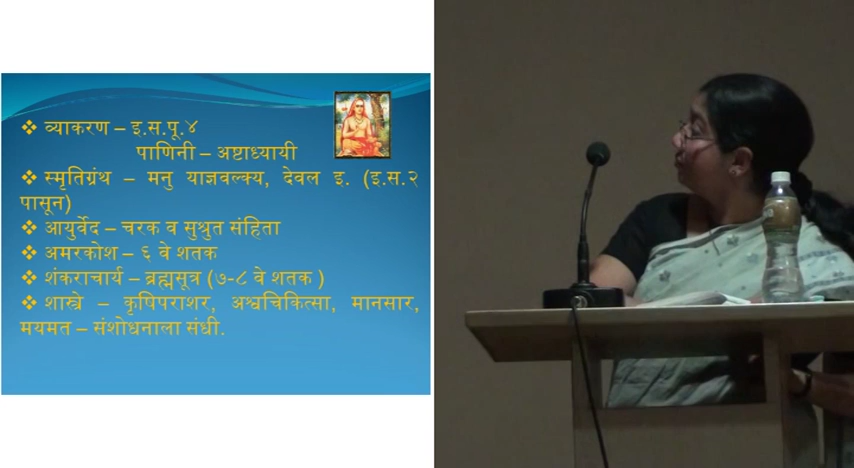 ❖ व्याकरण – इ.स.पू.४
पाणिनी – अष्टाध्यायी
❖ स्मृतिग्रंथ – मनु याज्ञवल्क्य, देवल इ. (इ.स.२
पासून)
❖ आयुर्वेद – चरक व सुश्रुत संहिता
❖ अमरकोश – ६ वे शतक
❖ शंकराचार्य – ब्रह्मसूत्र (७-८ वे शतक )
❖ शास्त्रे – कृषिपराशर, अश्वचिकित्सा, मानसार,
मयमत – संशोधनाला संधी.